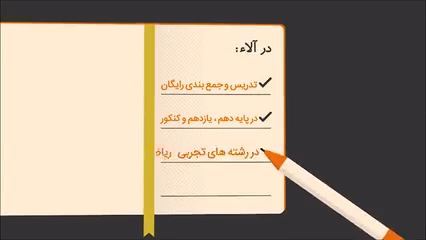 در آلاء:
تدریس و جمع بندی رایگان
در پایه دهم ، یازدهم و کنکور
در رشته های تجربی